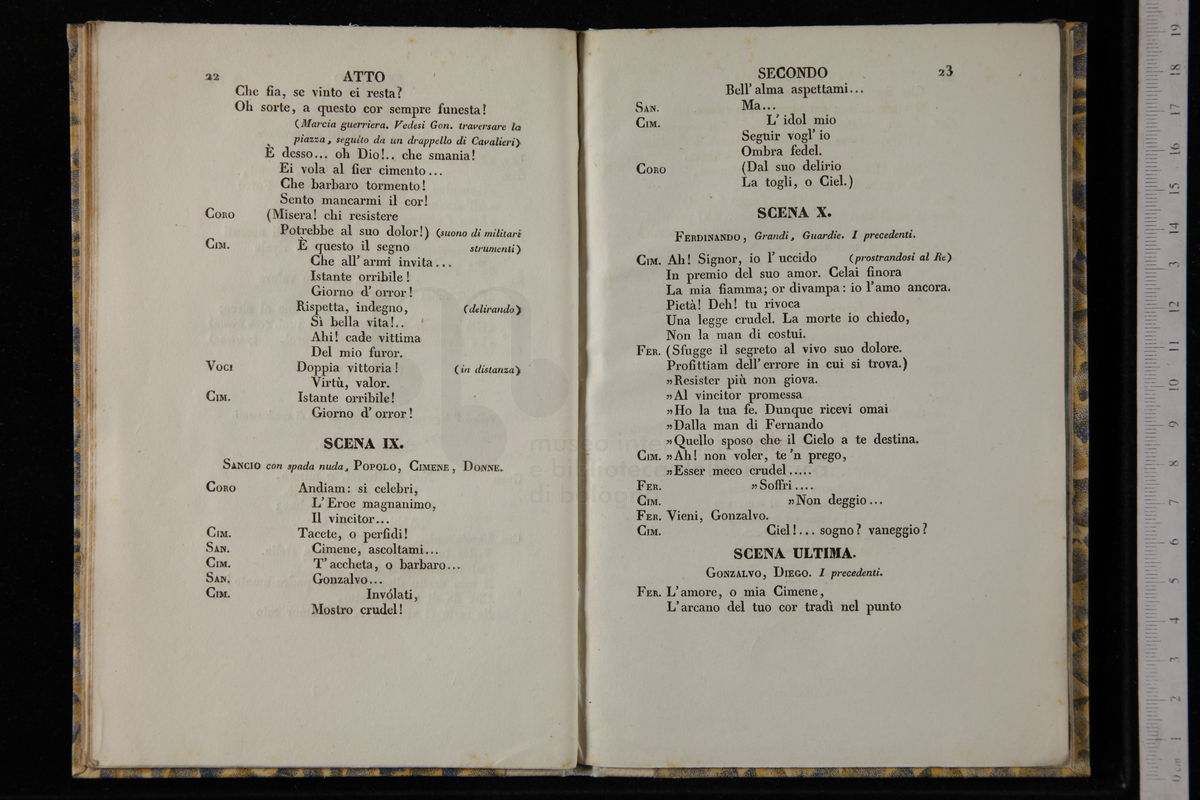 22 ATTO
Che fia, se vinto ei resta?
Oh sorte, a questo cor sempre funesta!
(Marcia guerriera. Vedesi Gon. traversare la
piazza, seguito da un drappello di Cavalieri)
È desso... oh Dio!.. che smania!
Ei vola al fier cimento...
Che barbaro tormento!
Sento mancarmi il cor!
CORO (Misera! chi resistere
Potrebbe al suo dolor!) (suono di militari
CIM. È questo il segno strumenti)
Che all' armi invita...
Istante orribile!
Giorno d' orror!
Rispetta, indegno, (delirando)
Sì bella vita!..
Ahi! cade vittima
Del mio furor.
VOCI Doppia vittoria! (in distanza)
Virtù, valor.
CIM. Istante orribile!
Giorno d' orror!
SCENA IX.
SANCIO con spada nuda, POPOLO, CIMENE, DONNE.
CORO Andiam: si celebri,
L' Eroe magnanimo,
Il vincitor...
CIM. Tacete, o perfidi!
SAN. Cimene, ascoltami...
CIM. T' accheta, o barbaro...
SAN. Gonzalvo...
CIM. Invólati,
Mostro crudel!
SECONDO 23
Bell' alma aspettami...
SAN. Ma...
CIM. L' idol mio
Seguir vogl' io
Ombra fedel.
CORO (Dal suo delirio
La togli, o Ciel.)
SCENA X.
FERDINANDO, Grandi, Guardie. I precedenti.
CIM. Ah! Signor, io l' uccido (prostrandosi al Re)
In premio del suo amor. Celai finora
La mia fiamma; or divampa: io l'amo ancora.
Pietà! Deh! tu rivoca
Una legge crudel. La morte io chiedo,
Non la man di costui.
FER. (Sfugge il segreto al vivo suo dolore.
Profittiam dell' errore in cui si trova.)
»Resister più non giova.
»Al vincitor promessa
»Ho la tua fe. Dunque ricevi omai
»Dalla man di Fernando
»Quello sposo che il Cielo a te destina.
CIM. »Ah! non voler, te 'n prego,
»Esser meco crudel.....
FER. »Soffri....
CIM. »Non deggio...
FER. Vieni, Gonzalvo.
CIM. Ciel!... sogno? vaneggio?
SCENA ULTIMA.
GONZALVO, DIEGO. I precedenti.
FER. L' amore, o mia Cimene,
L' arcano del tuo cor tradì nel punto